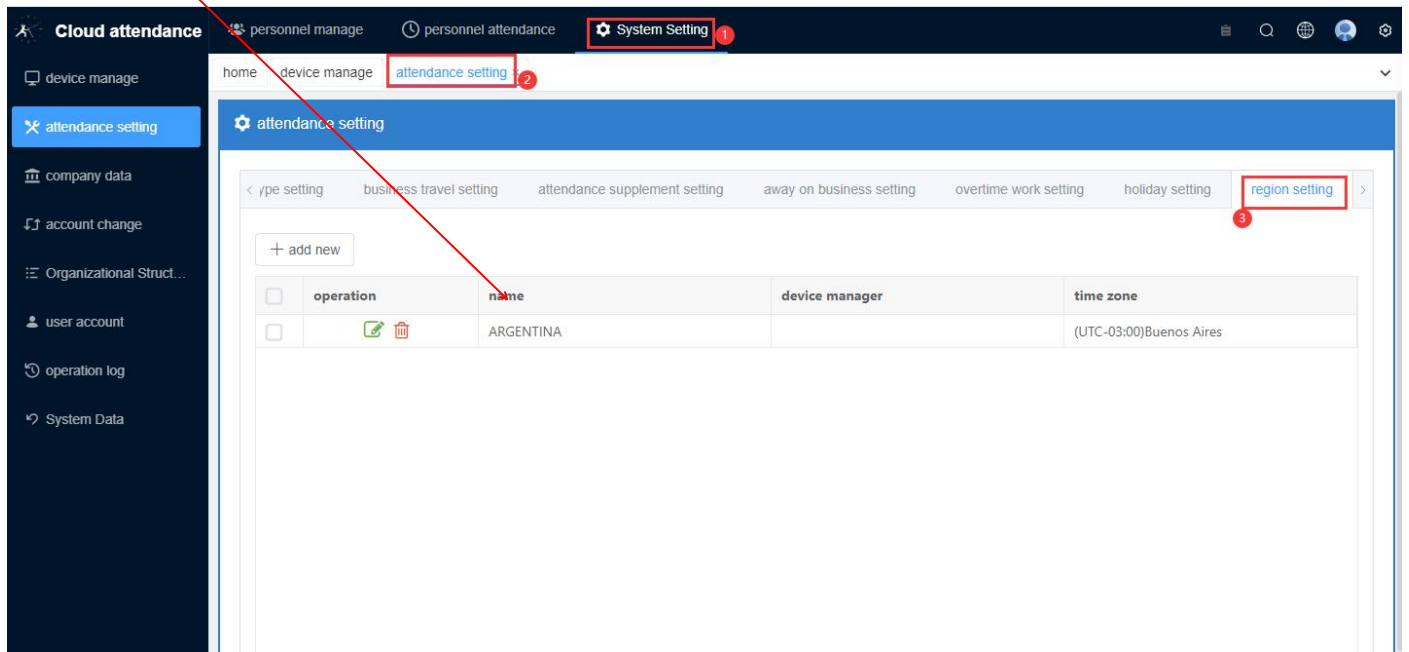 Cloud attendance personnel manage personnel attendance System Setting 1
device manage
attendance setting
company data
account change
Organizational Struct...
user account
operation log
System Data
home device manage attendance setting 2
attendance setting
ype setting business travel setting attendance supplement setting away on business setting overtime work setting holiday setting region setting
3
+ add new
operation name device manager time zone
ARGENTINA (UTC-03:00)Buenos Aires